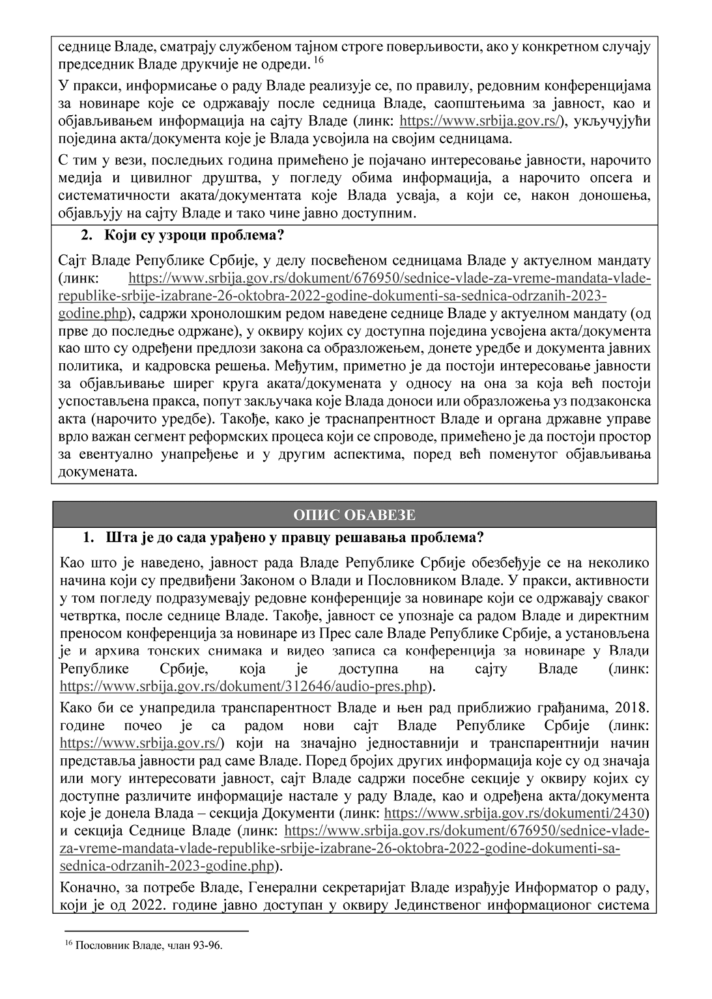 седнице Владе, сматрају службеном тајном строге поверљивости, ако у конкретном случају
председник Владе друкчије не одреди. 16
У пракси, информисање о раду Владе реализује се, по правилу, редовним конференцијама
за новинаре које се одржавају после седница Владе, саопштењима за јавност, као и
објављивањем информација на сајту Владе (линк: https://www.srbija.gov.rs/), укључујући
поједина акта/документа које је Влада усвојила на својим седницама.
С тим у вези, последњих година примећено је појачано интересовање јавности, нарочито
медија и цивилног друштва, у погледу обима информација, а нарочито опсега и
систематичности аката/документата које Влада усваја, а који се, након доношења,
објављују на сајту Владе и тако чине јавно доступним.
2. Који су узроци проблема?
Сајт Владе Републике Србије, у делу посвећеном седницама Владе у актуелном мандату
(линк: https://www.srbija.gov.rs/dokument/676950/sednice-vlade-za-vreme-mandata-vlade-
republike-srbije-izabrane-26-oktobra-2022-godine-dokumenti-sa-sednica-odrzanih-2023-
godine.php), садржи хронолошким редом наведене седнице Владе у актуелном мандату (од
прве до последње одржане), у оквиру којих су доступна поједина усвојена акта/документа
као што су одређени предлози закона са образложењем, донете уредбе и документа јавних
политика, и кадровска решења. Међутим, приметно је да постоји интересовање јавности
за објављивање ширег круга аката/докумената у односу на она за која већ постоји
успостављена пракса, попут закључака које Влада доноси или образложења уз подзаконска
акта (нарочито уредбе). Такође, како је траснапрентност Владе и органа државне управе
врло важан сегмент реформских процеса који се спроводе, примећено је да постоји простор
за евентуално унапређење и у другим аспектима, поред већ поменутог објављивања
докумената.
ОПИС ОБАВЕЗЕ
1. Шта је до сада урађено у правцу решавања проблема?
Као што је наведено, јавност рада Владе Републике Србије обезбеђује се на неколико
начина који су предвиђени Законом о Влади и Пословником Владе. У пракси, активности
у том погледу подразумевају редовне конференције за новинаре који се одржавају сваког
четвртка, после седнице Владе. Такође, јавност се упознаје са радом Владе и директним
преносом конференција за новинаре из Прес сале Владе Републике Србије, а установљена
је и архива тонских снимака и видео записа са конференција за новинаре у Влади
Републике Србије, која је доступна на сајту Владе (линк:
https://www.srbija.gov.rs/dokument/312646/audio-pres.php).
Како би се унапредила транспарентност Владе и њен рад приближио грађанима, 2018.
године почео је са радом нови сајт Владе Републике Србије (линк:
https://www.srbija.gov.rs/) који на значајно једноставнији и транспарентнији начин
представља јавности рад саме Владе. Поред бројих других информација које су од значаја
или могу интересовати јавност, сајт Владе садржи посебне секције у оквиру којих су
доступне различите информације настале у раду Владе, као и одређена акта/документа
које је донела Влада – секција Документи (линк: https://www.srbija.gov.rs/dokumenti/2430)
и секција Седнице Владе (линк: https://www.srbija.gov.rs/dokument/676950/sednice-vlade-
za-vreme-mandata-vlade-republike-srbije-izabrane-26-oktobra-2022-godine-dokumenti-sa-
sednica-odrzanih-2023-godine.php).
Коначно, за потребе Владе, Генерални секретаријат Владе израђује Информатор о раду,
који је од 2022. године јавно доступан у оквиру Јединственог информационог система
16 Пословник Владе, члан 93-96.